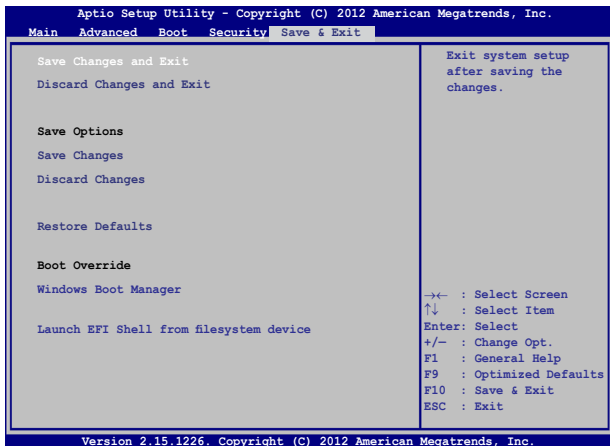 Aptio Setup Utility - Copyright (C) 2012 American Megatrends, Inc.
Main Advanced Boot Security Save & Exit
Save Changes and Exit
Discard Changes and Exit
Save Options
Save Changes
Discard Changes
Restore Defaults
Boot Override
Windows Boot Manager
Launch EFI Shell from filesystem device
Exit system setup
after saving the
changes.
→← : Select Screen
↑↓ : Select Item
Enter: Select
+/— : Change Opt.
F1 : General Help
F9 : Optimized Defaults
F10 : Save & Exit
ESC : Exit
Version 2.15.1226. Copyright (C) 2012 American Megatrends, Inc.